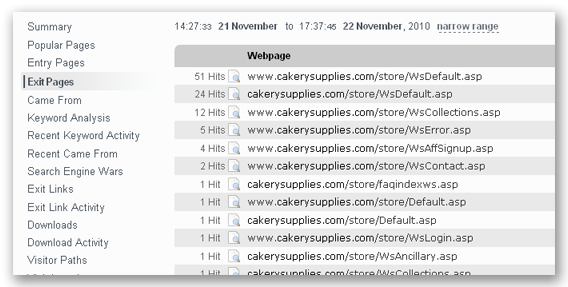 Summary
Popular Pages
Entry Pages
Exit Pages
Came From
Keyword Analysis
Recent Keyword Activity
Recent Came From
Search Engine Wars
Exit Links
Exit Link Activity
Downloads
Download Activity
Visitor Paths
14:27:33 21 November to 17:37:45 22 November, 2010 narrow range
Webpage
51 Hits www.cakerysupplies.com/store/WsDefault.asp
24 Hits cakerysupplies.com/store/WsDefault.asp
12 Hits www.cakerysupplies.com/store/WsCollections.asp
5 Hits www.cakerysupplies.com/store/WsError.asp
4 Hits www.cakerysupplies.com/store/WsAffSignup.asp
2 Hits www.cakerysupplies.com/store/WsContact.asp
1 Hit cakerysupplies.com/store/faqindexws.asp
1 Hit www.cakerysupplies.com/store/Default.asp
1 Hit cakerysupplies.com/store/Default.asp
1 Hit www.cakerysupplies.com/store/WsLogin.asp
1 Hit cakerysupplies.com/store/WsAncillary.asp
1 Hit cakerysupplies.com/store/WsCollections.asp